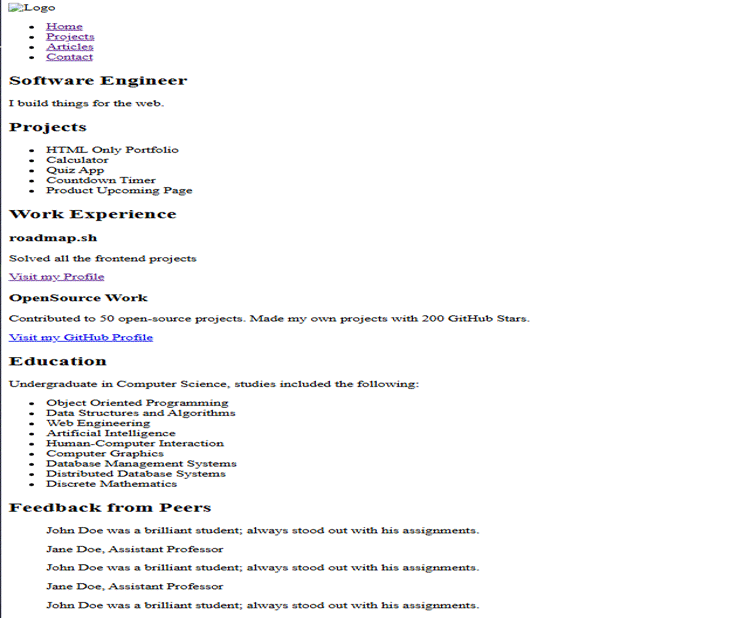 Logo
Home
Projects
Articles
Contact
Software Engineer
I build things for the web.
Projects
HTML Only Portfolio
Calculator
Quiz App
Countdown Timer
Product Upcoming Page
Work Experience
roadmap.sh
Solved all the frontend projects
Visit my Profile
OpenSource Work
Contributed to 50 open-source projects. Made my own projects with 200 GitHub Stars.
Visit my GitHub Profile
Education
Undergraduate in Computer Science, studies included the following:
Object Oriented Programming
Data Structures and Algorithms
Web Engineering
Artificial Intelligence
Human-Computer Interaction
Computer Graphics
Database Management Systems
Distributed Database Systems
Discrete Mathematics
Feedback from Peers
John Doe was a brilliant student; always stood out with his assignments.
Jane Doe, Assistant Professor
John Doe was a brilliant student; always stood out with his assignments.
Jane Doe, Assistant Professor
John Doe was a brilliant student; always stood out with his assignments.